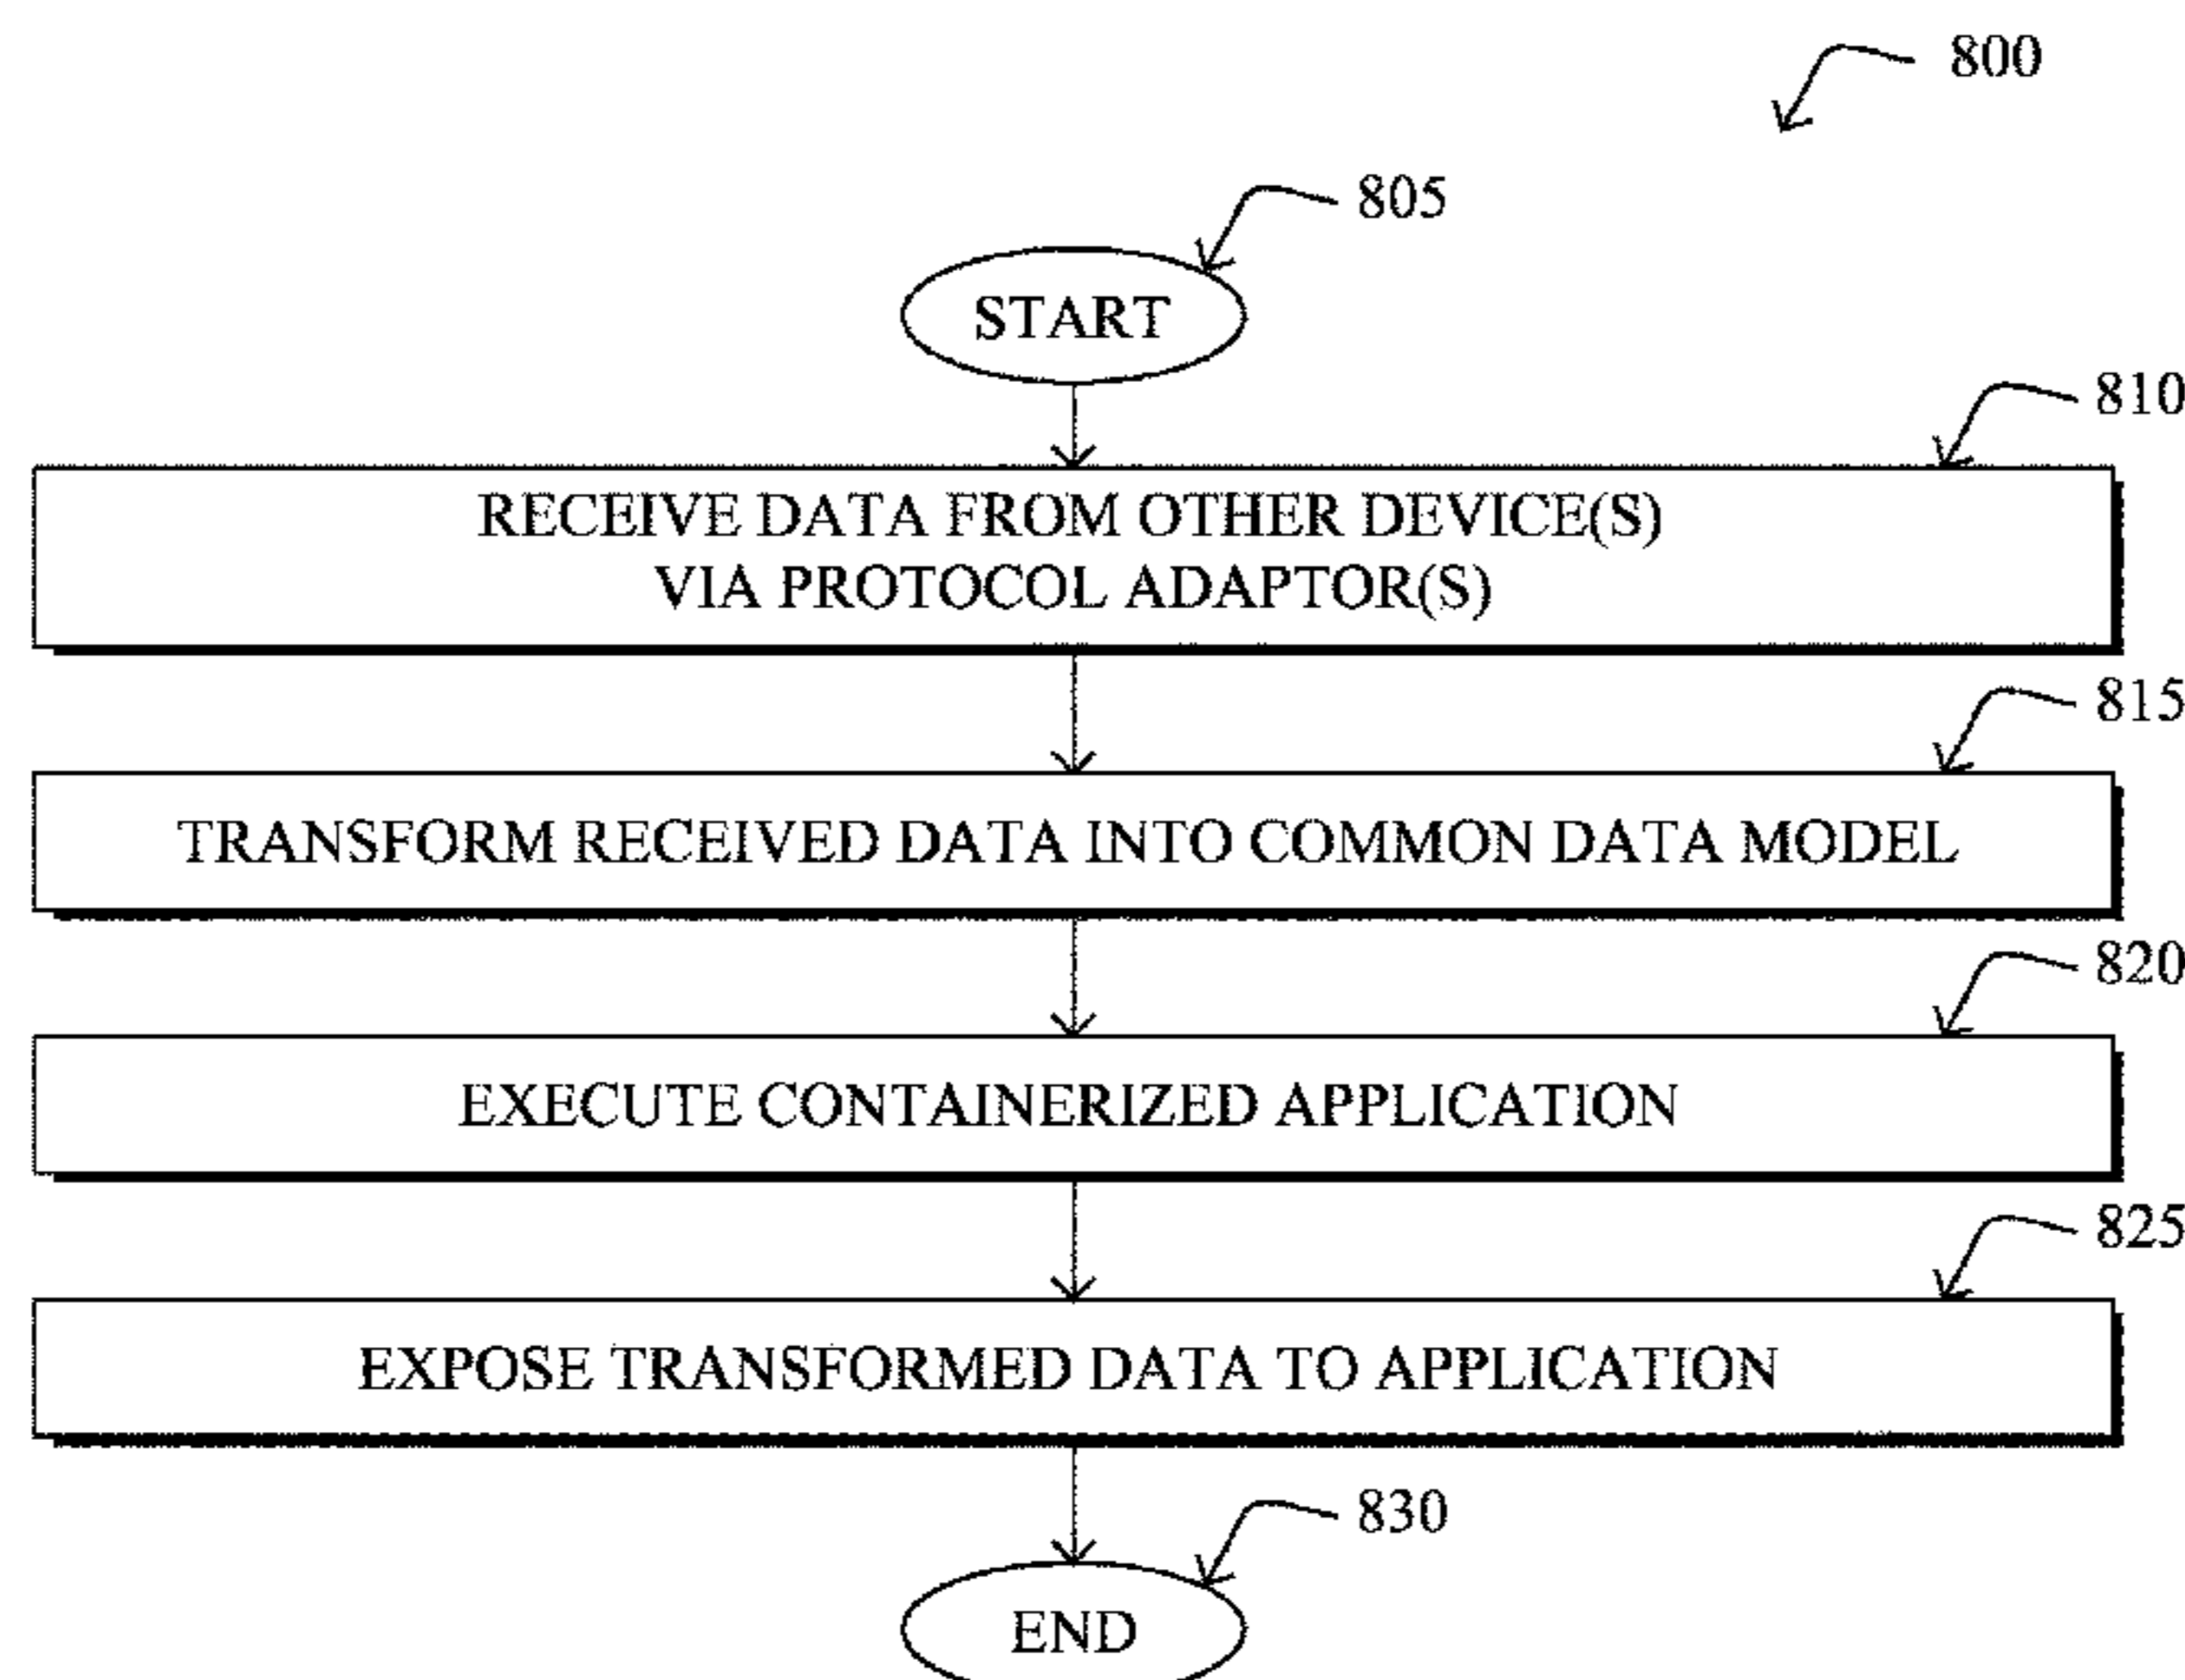 800
805
START
810
RECEIVE DATA FROM OTHER DEVICE(S)
VIA PROTOCOL ADAPTOR(S)
815
TRANSFORM RECEIVED DATA INTO COMMON DATA MODEL
820
EXECUTE CONTAINERIZED APPLICATION
825
EXPOSE TRANSFORMED DATA TO APPLICATION
830
END